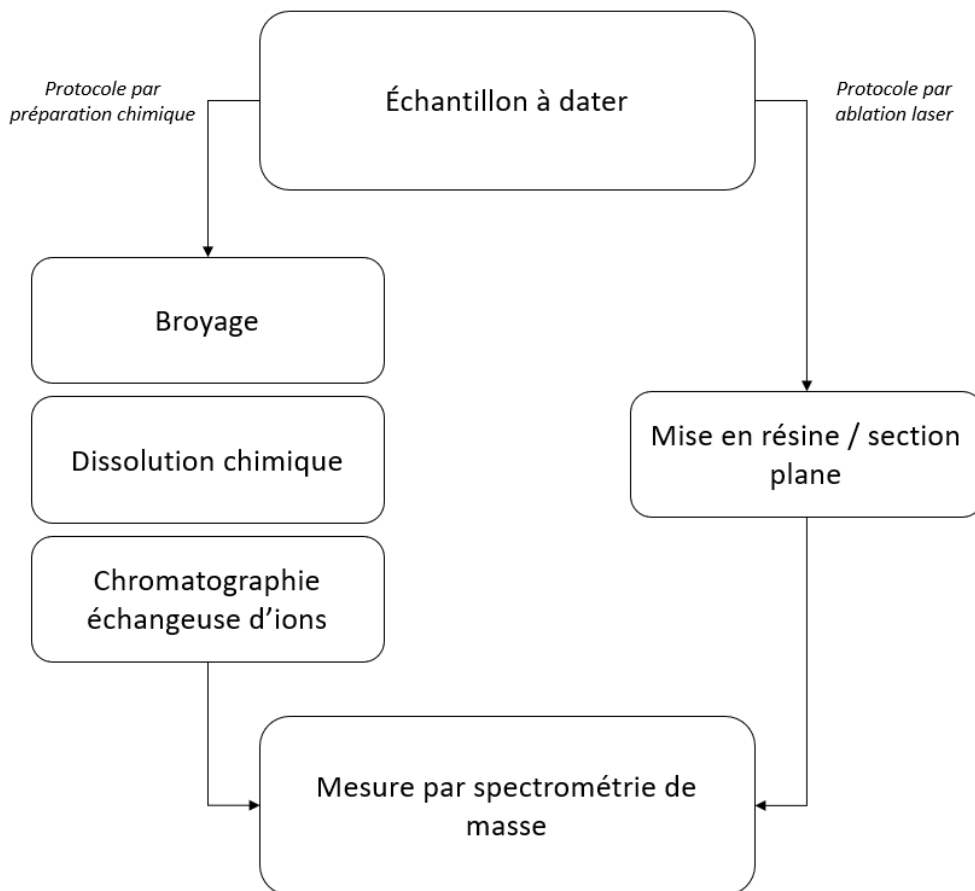 Échantillon à dater
Protocole par
préparation chimique
Protocole par
ablation laser
Broyage
Dissolution chimique
Chromatographie
échangeuse d’ions
Mise en résine / section
plane
Mesure par spectrométrie de
masse